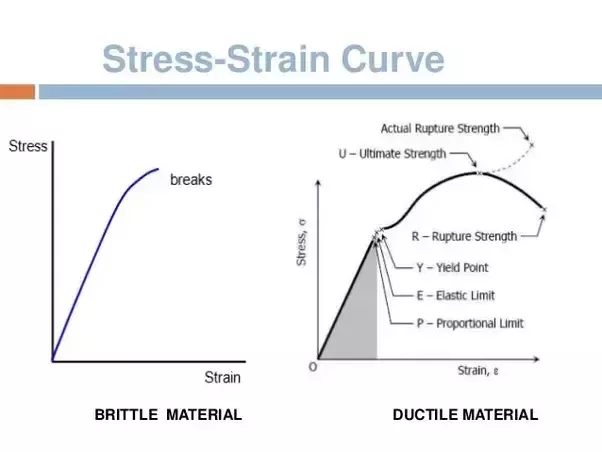 Stress-Strain Curve
Stress
breaks
Strain
BRITTLE MATERIAL
Actual Rupture Strength
U – Ultimate Strength
R – Rupture Strength
Y – Yield Point
E – Elastic Limit
P – Proportional Limit
Stress, σ
O
Strain, ε
DUCTILE MATERIAL